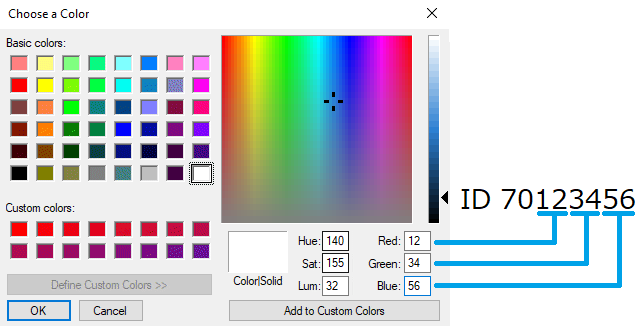 Choose a Color
Basic colors:
Custom colors:
Define Custom Colors >>
OK
Cancel
Color|Solid
Hue: 140
Sat: 155
Lum: 32
Red: 12
Green: 34
Blue: 56
Add to Custom Colors
ID 70123456